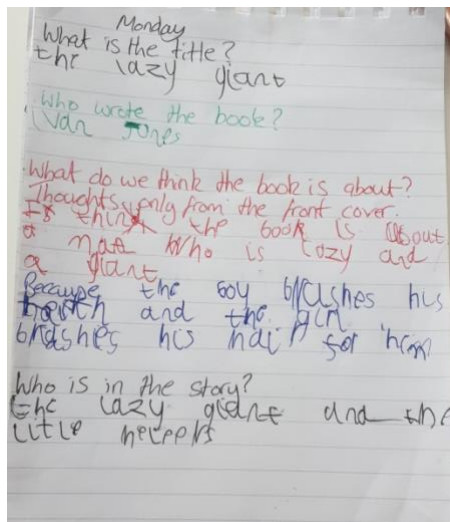 Monday
What is the title?
the lazy giant
Who wrote the book?
Ivan Jones
What do we think the book is about?
Thoughts only from the front cover.
I think the book is about
a man who is lazy and
a giant
Because the boy brushes his
teeth and the girl
brushes his hair for him
Who is in the story?
the lazy giant and the
little helpers